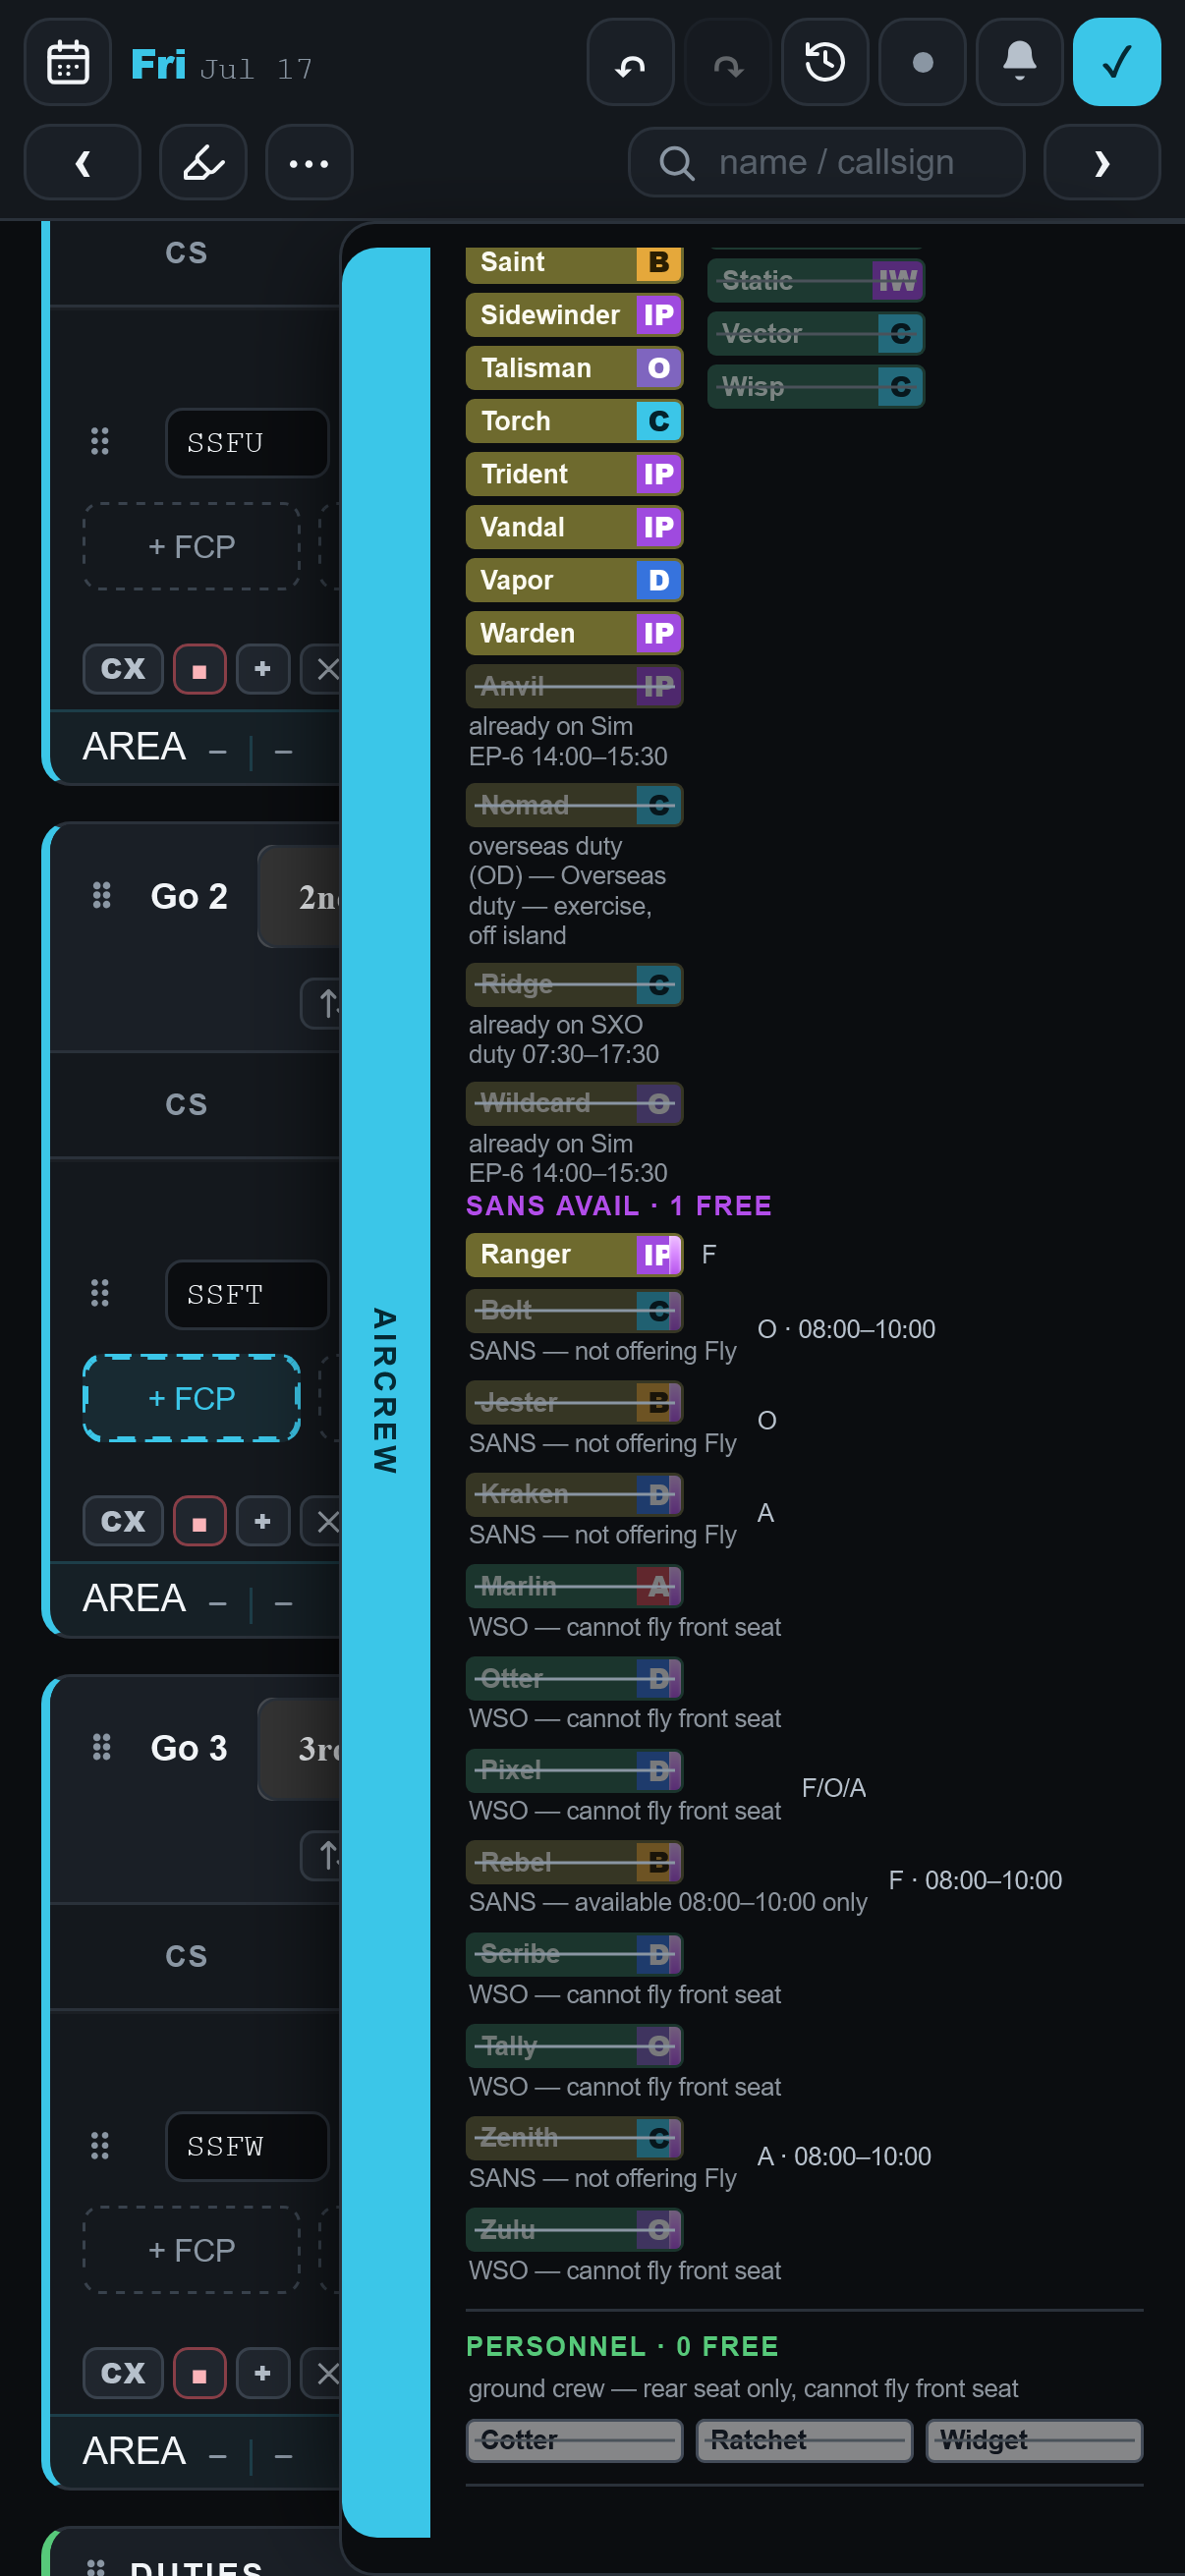 Fri Jul 17
name / callsign
CS
SSFU
+ FCP
CX + ×
AREA – | –
Go 2
CS
SSFT
+ FCP
CX + ×
AREA – | –
Go 3
CS
SSFW
+ FCP
CX + ×
AREA – | –
DUTIES
AIRCREW
Saint B
Sidewinder IP
Talisman O
Torch C
Trident IP
Vandal IP
Vapor D
Warden IP
Anvil IP
already on Sim
EP-6 14:00–15:30
Nomad C
overseas duty
(OD) — Overseas
duty — exercise,
off island
Ridge C
already on SXO
duty 07:30–17:30
Wildcard O
already on Sim
EP-6 14:00–15:30
Static IW
Vector C
Wisp C
SANS AVAIL · 1 FREE
Ranger IP F
Bolt C
SANS — not offering Fly O · 08:00–10:00
Jester B
SANS — not offering Fly O
Kraken D
SANS — not offering Fly A
Marlin A
WSO — cannot fly front seat
Otter D
WSO — cannot fly front seat
Pixel D
WSO — cannot fly front seat F/O/A
Rebel B
SANS — available 08:00–10:00 only F · 08:00–10:00
Scribe D
WSO — cannot fly front seat
Tally O
WSO — cannot fly front seat
Zenith C
SANS — not offering Fly A · 08:00–10:00
Zulu O
WSO — cannot fly front seat
PERSONNEL · 0 FREE
ground crew — rear seat only, cannot fly front seat
Cotter Ratchet Widget